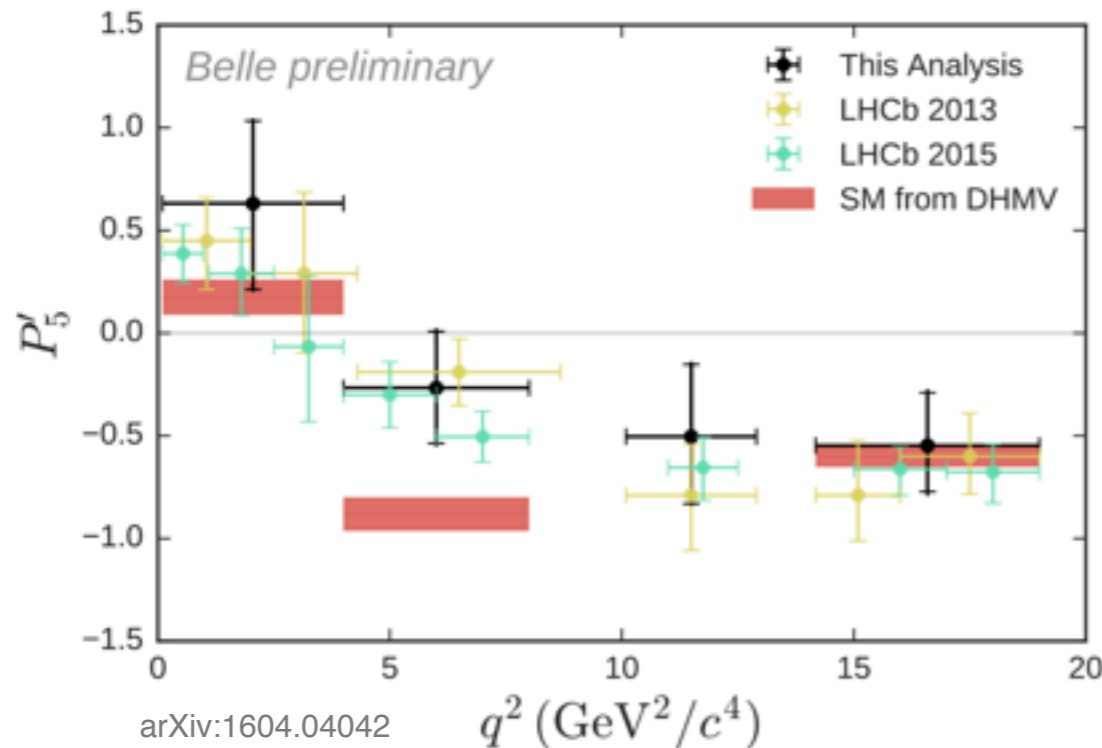 Belle preliminary
This Analysis
LHCb 2013
LHCb 2015
SM from DHMV
1.5
1.0
0.5
0.0
−0.5
−1.0
−1.5
P′5
0 5 10 15 20
arXiv:1604.04042
q² (GeV²/c⁴)